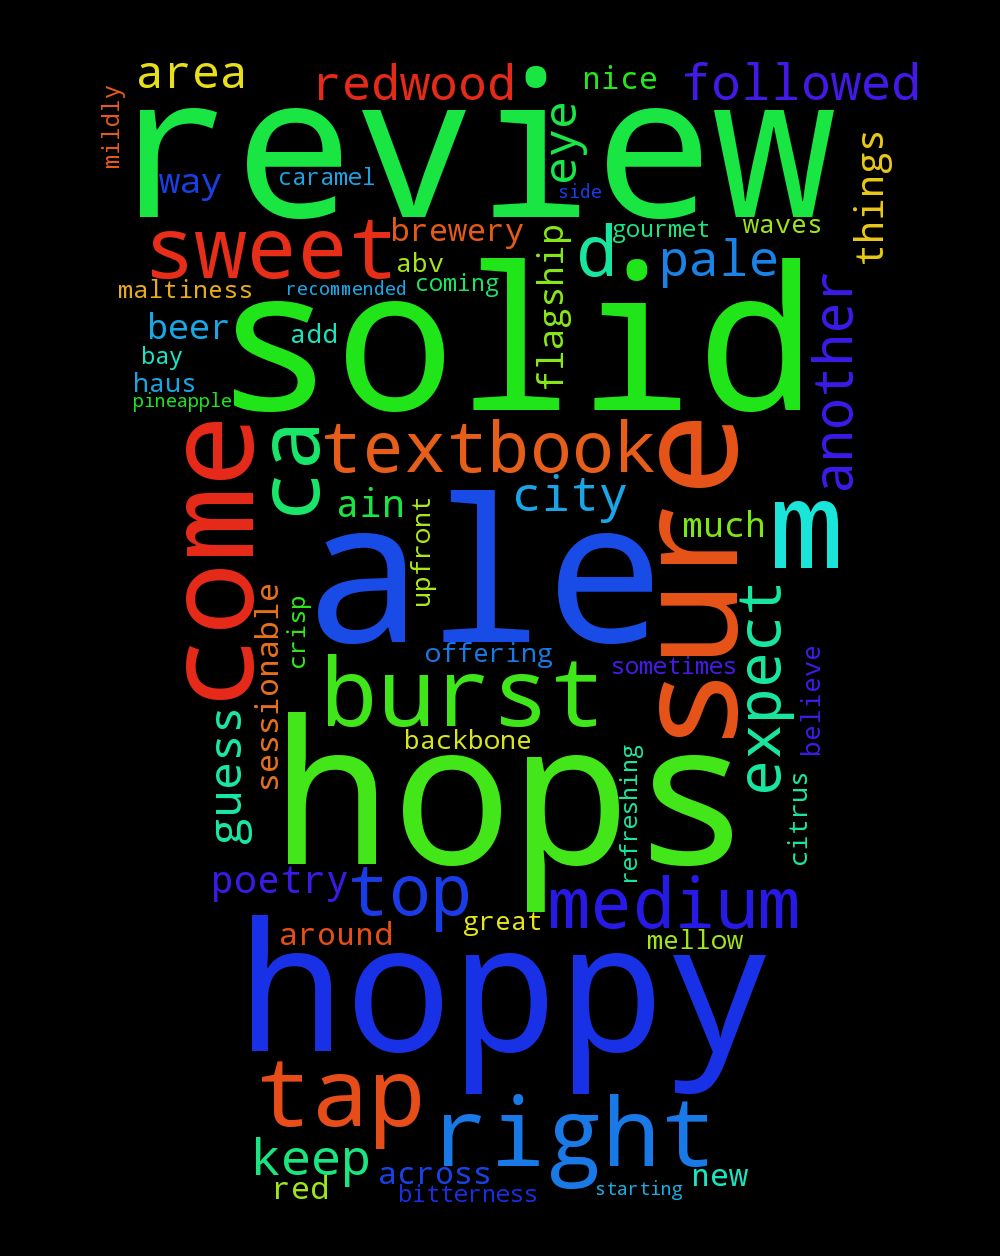 area
redwood
nice
followed
mildly
review
eye
things
way
caramel
side
sweet
brewery
flagship
d
gourmet
waves
pale
abv
maltiness
recommended
coming
solid
another
beer
add
bay
haus
pineapple
come
ca
textbooke
sure
ain
city
much
m
upfront
ale
sessionable
crisp
expect
offering
sometimes
believe
burst
guess
backbone
hops
refreshing
citrus
poetry
top
medium
great
around
mellow
hoppy
tap
right
keep
across
new
red
bitterness
starting